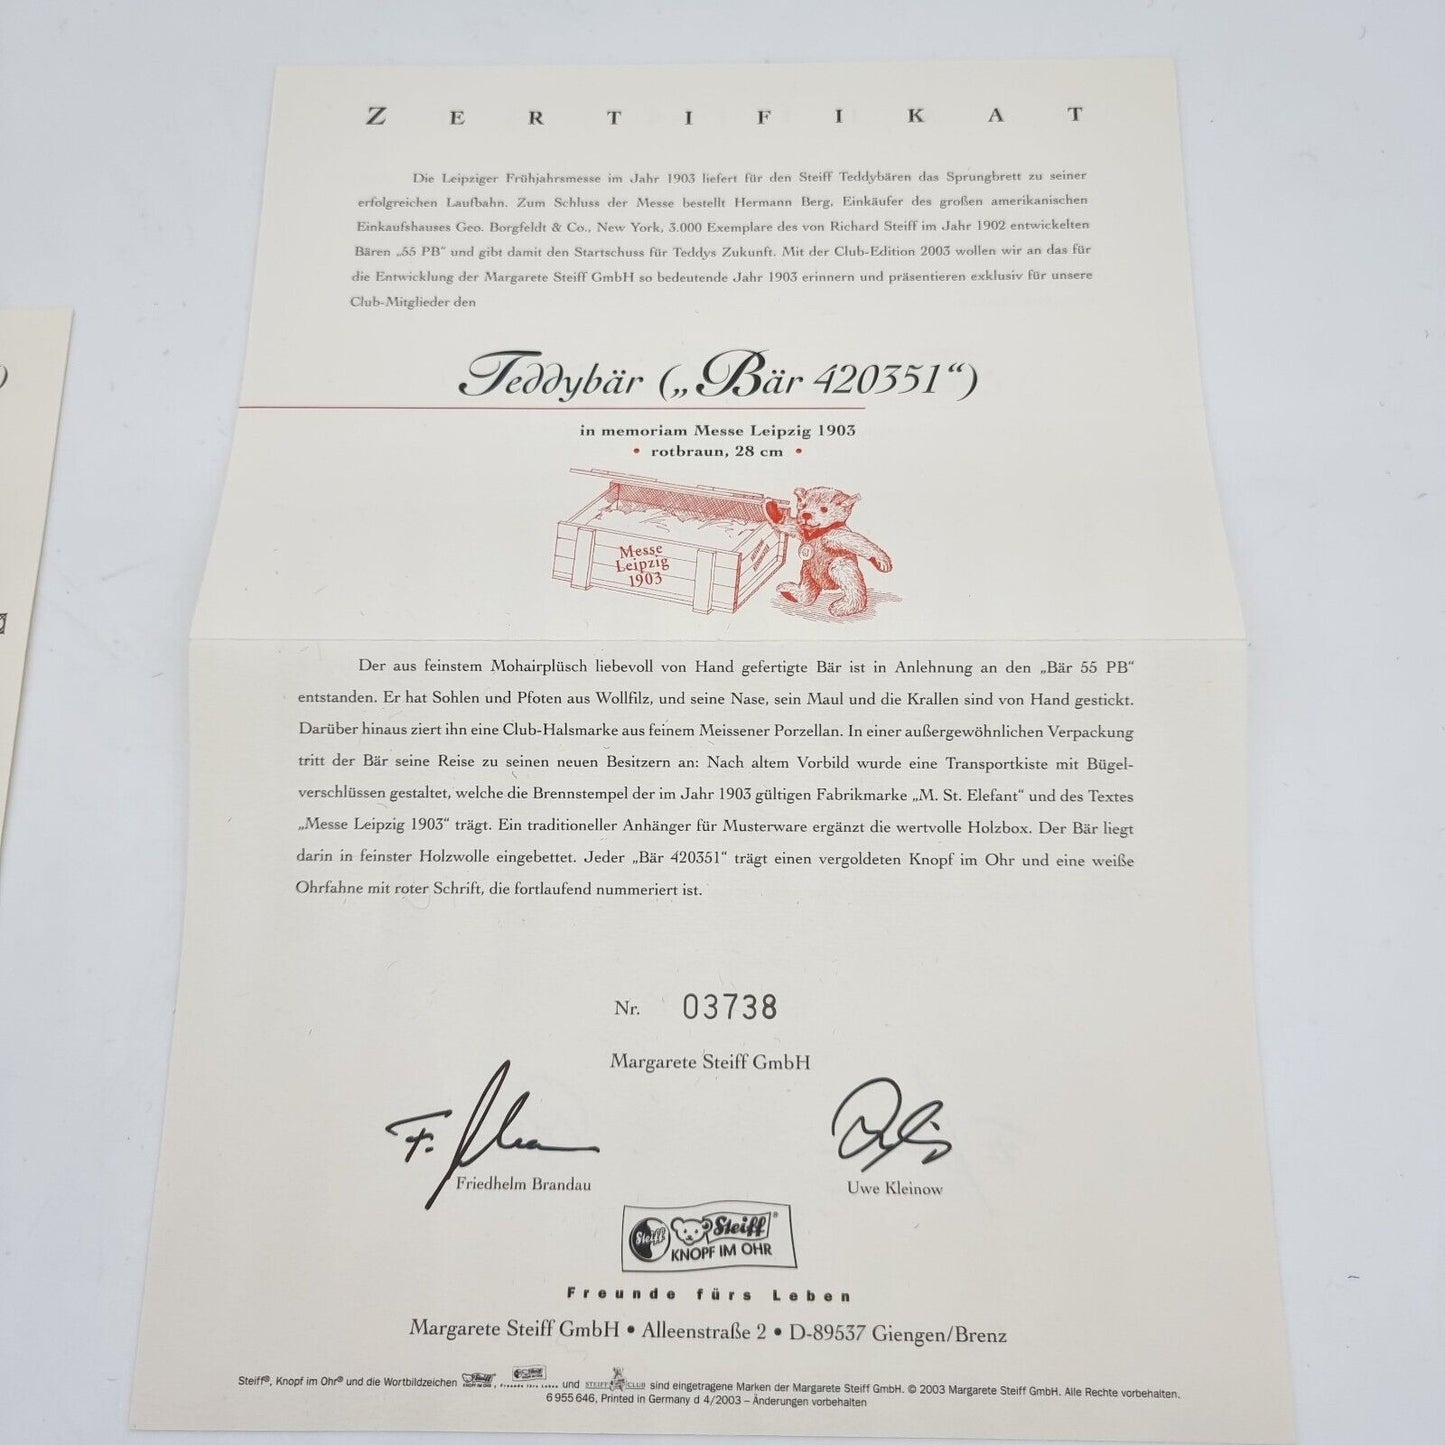 ZERTIFIKAT
Die Leipziger Frühjahrsmesse im Jahr 1903 liefert für den Steiff Teddybären das Sprungbrett zu seiner
erfolgreichen Laufbahn. Zum Schluss der Messe bestellt Hermann Berg, Einkäufer des großen amerikanischen
Einkaufshauses Geo. Borgfeldt & Co., New York, 3.000 Exemplare des von Richard Steiff im Jahr 1902 entwickelten
Bären „55 PB“ und gibt damit den Startschuss für Teddys Zukunft. Mit der Club-Edition 2003 wollen wir an das für
die Entwicklung der Margarete Steiff GmbH so bedeutende Jahr 1903 erinnern und präsentieren exklusiv für unsere
Club-Mitglieder den
Teddybär („Bär 420351“)
in memoriam Messe Leipzig 1903
• rotbraun, 28 cm •
Messe
Leipzig
1903
Der aus feinstem Mohairplüsch liebevoll von Hand gefertigte Bär ist in Anlehnung an den „Bär 55 PB“
entstanden. Er hat Sohlen und Pfoten aus Wollfilz, und seine Nase, sein Maul und die Krallen sind von Hand gestickt.
Darüber hinaus ziert ihn eine Club-Halsmarke aus feinem Meissener Porzellan. In einer außergewöhnlichen Verpackung
tritt der Bär seine Reise zu seinen neuen Besitzern an: Nach altem Vorbild wurde eine Transportkiste mit Bügel-
verschlüssen gestaltet, welche die Brennstempel der im Jahr 1903 gültigen Fabrikmarke „M. St. Elefant“ und des Textes
„Messe Leipzig 1903“ trägt. Ein traditioneller Anhänger für Musterware ergänzt die wertvolle Holzbox. Der Bär liegt
darin in feinster Holzwolle eingebettet. Jeder „Bär 420351“ trägt einen vergoldeten Knopf im Ohr und eine weiße
Ohrfahne mit roter Schrift, die fortlaufend nummeriert ist.
Nr. 03738
Margarete Steiff GmbH
Friedhelm Brandau
Uwe Kleinow
Steiff Steiff®
KNOPF IM OHR
Freunde fürs Leben
Margarete Steiff GmbH • Alleenstraße 2 • D-89537 Giengen/Brenz
Steiff®, Knopf im Ohr® und die Wortbildzeichen Steiff KNOPF IM OHR, und STEIFF CLUB sind eingetragene Marken der Margarete Steiff GmbH. © 2003 Margarete Steiff GmbH. Alle Rechte vorbehalten.
6 955 646, Printed in Germany d 4/2003 – Änderungen vorbehalten